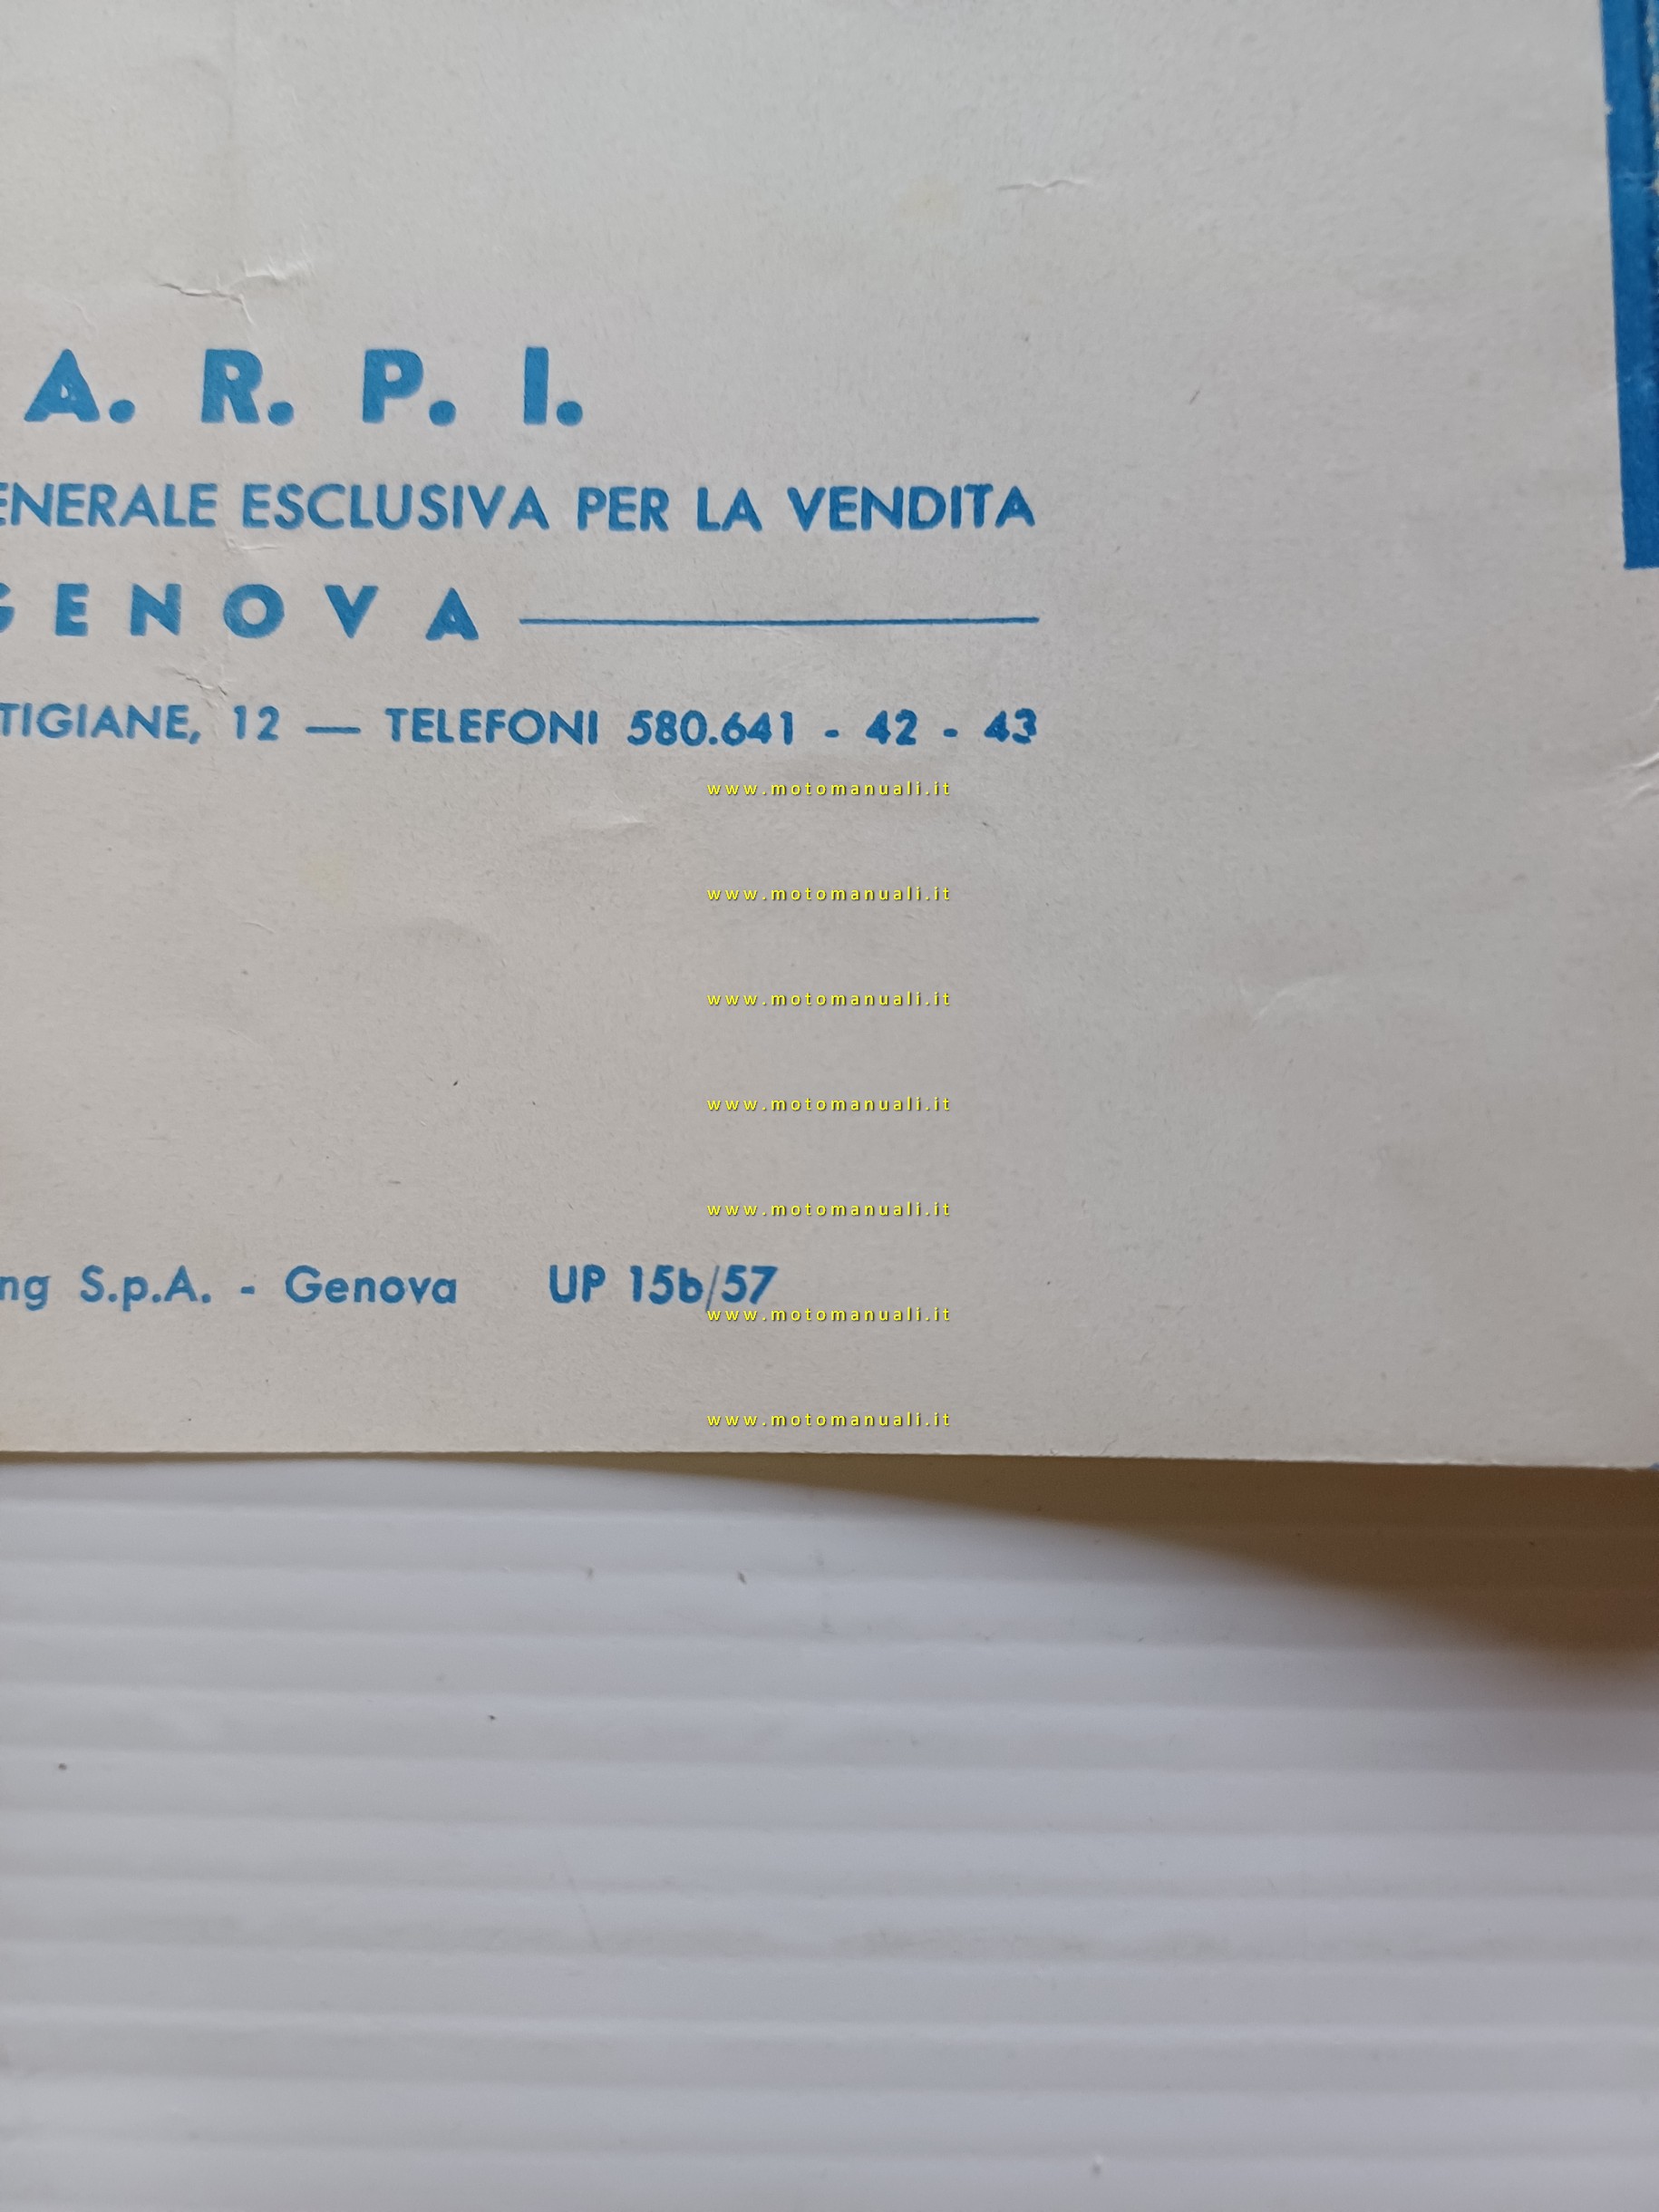 A. R. P. I.
ENERALE ESCLUSIVA PER LA VENDITA
GENOVA
TIGIANE, 12 — TELEFONI 580.641 - 42 - 43
www.motomanuali.it
www.motomanuali.it
www.motomanuali.it
www.motomanuali.it
www.motomanuali.it
ng S.p.A. - Genova UP 15b/57
www.motomanuali.it
www.motomanuali.it